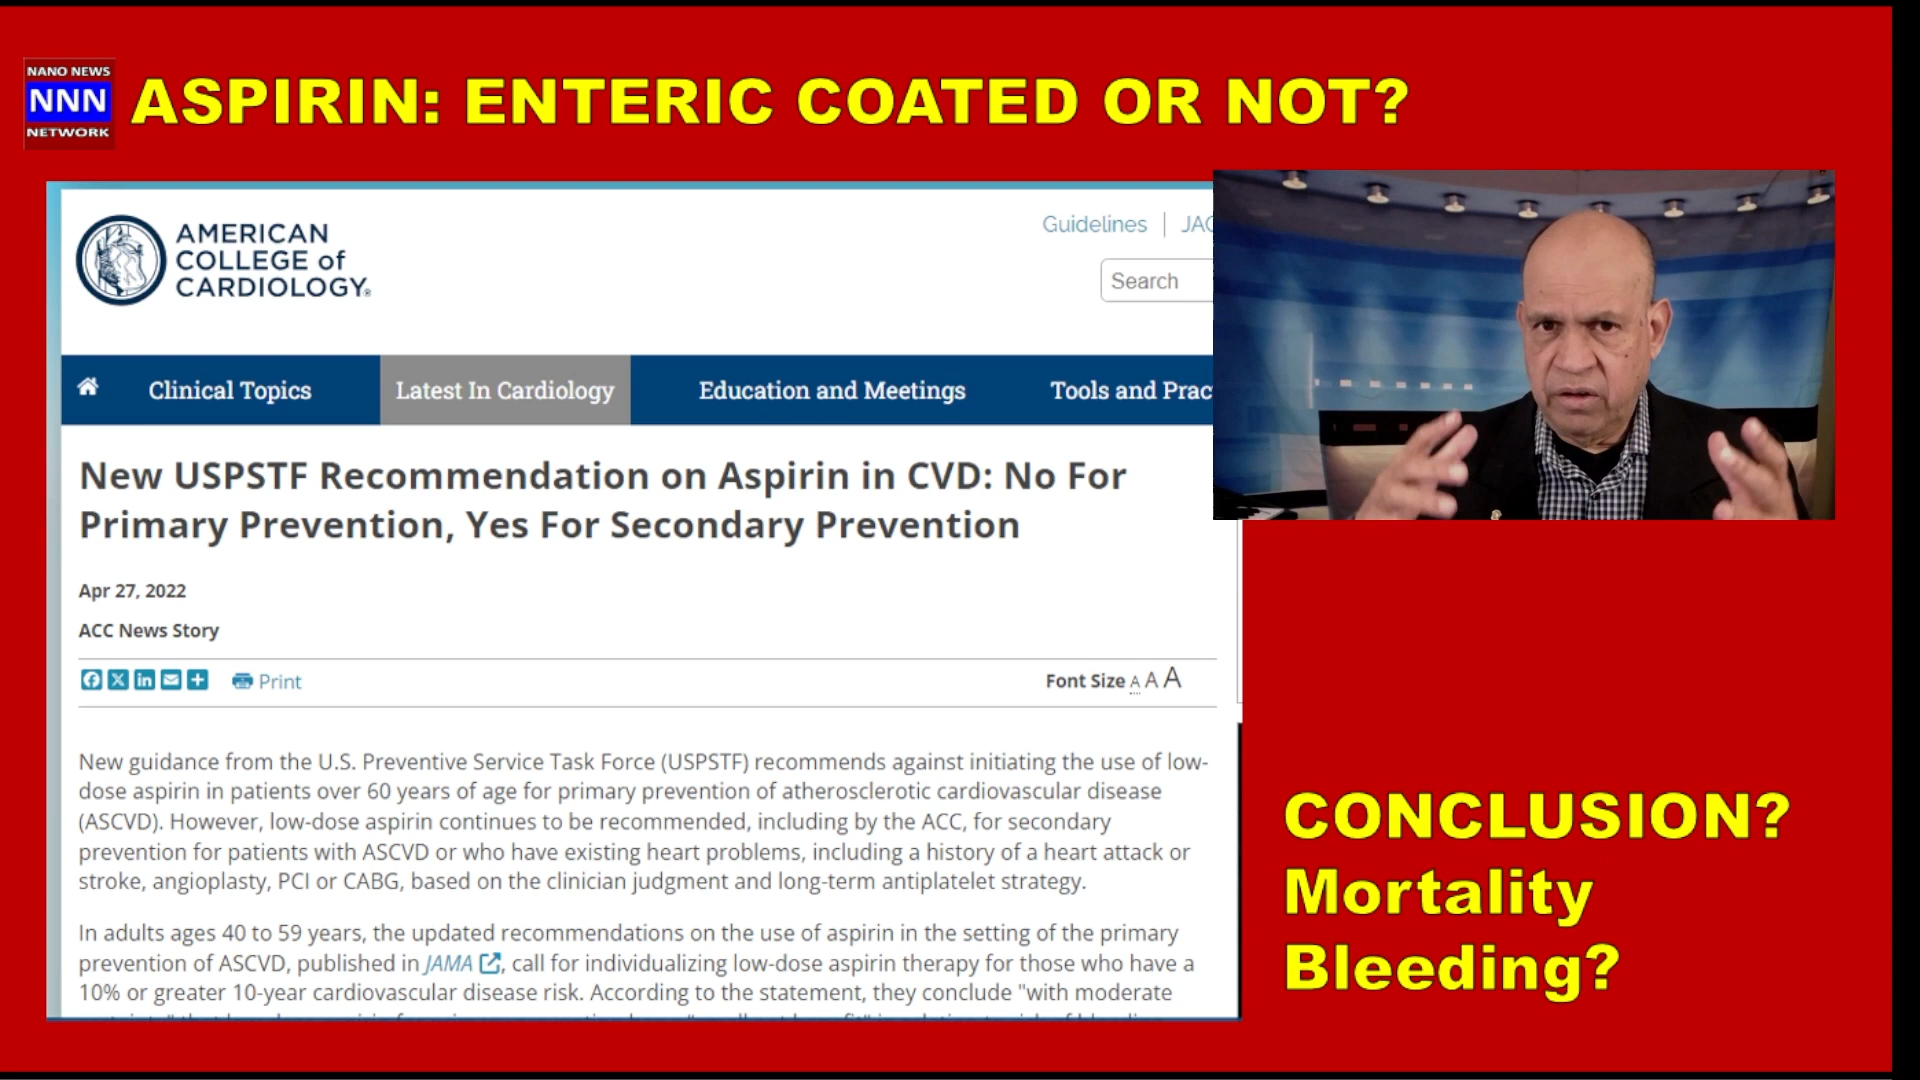 NANO NEWS
NNN
NETWORK
ASPIRIN: ENTERIC COATED OR NOT?
AMERICAN
COLLEGE of
CARDIOLOGY®
Guidelines | JAC
Search
Clinical Topics
Latest In Cardiology
Education and Meetings
Tools and Prac
New USPSTF Recommendation on Aspirin in CVD: No For
Primary Prevention, Yes For Secondary Prevention
Apr 27, 2022
ACC News Story
Print
Font Size A A A
New guidance from the U.S. Preventive Service Task Force (USPSTF) recommends against initiating the use of low-
dose aspirin in patients over 60 years of age for primary prevention of atherosclerotic cardiovascular disease
(ASCVD). However, low-dose aspirin continues to be recommended, including by the ACC, for secondary
prevention for patients with ASCVD or who have existing heart problems, including a history of a heart attack or
stroke, angioplasty, PCI or CABG, based on the clinician judgment and long-term antiplatelet strategy.
In adults ages 40 to 59 years, the updated recommendations on the use of aspirin in the setting of the primary
prevention of ASCVD, published in JAMA, call for individualizing low-dose aspirin therapy for those who have a
10% or greater 10-year cardiovascular disease risk. According to the statement, they conclude "with moderate
CONCLUSION?
Mortality
Bleeding?